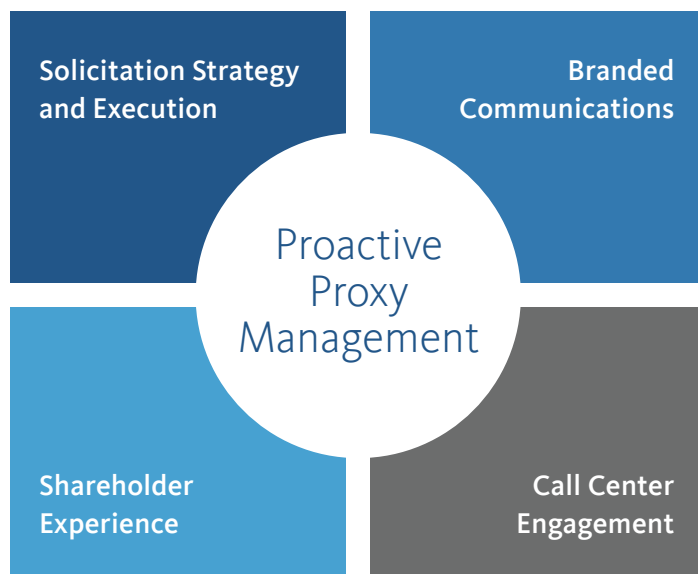 Solicitation Strategy
and Execution
Branded
Communications
Proactive
Proxy
Management
Shareholder
Experience
Call Center
Engagement